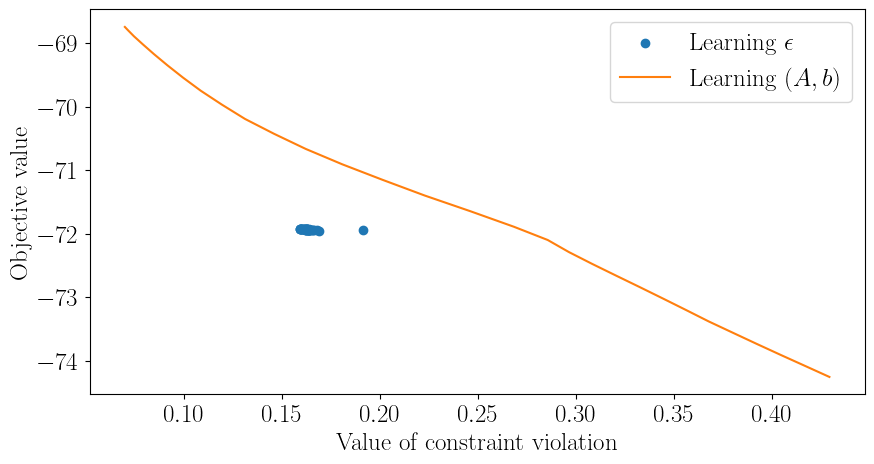 Learning ϵ
Learning (A, b)
Objective value
−69
−70
−71
−72
−73
−74
0.10 0.15 0.20 0.25 0.30 0.35 0.40
Value of constraint violation